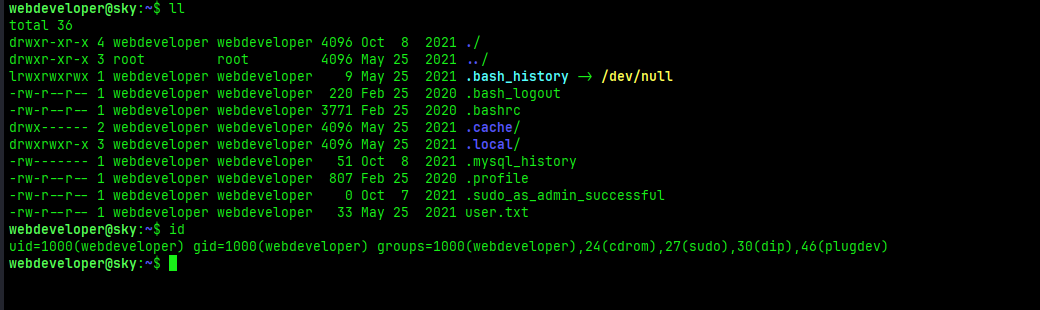 webdeveloper@sky:~$ ll
total 36
drwxr-xr-x 4 webdeveloper webdeveloper 4096 Oct  8  2021 ./
drwxr-xr-x 3 root         root         4096 May 25  2021 ../
lrwxrwxrwx 1 webdeveloper webdeveloper    9 May 25  2021 .bash_history -> /dev/null
-rw-r--r-- 1 webdeveloper webdeveloper  220 Feb 25  2020 .bash_logout
-rw-r--r-- 1 webdeveloper webdeveloper 3771 Feb 25  2020 .bashrc
drwx------ 2 webdeveloper webdeveloper 4096 May 25  2021 .cache/
drwxrwxr-x 3 webdeveloper webdeveloper 4096 May 25  2021 .local/
-rw------- 1 webdeveloper webdeveloper   51 Oct  8  2021 .mysql_history
-rw-r--r-- 1 webdeveloper webdeveloper  807 Feb 25  2020 .profile
-rw-r--r-- 1 webdeveloper webdeveloper    0 Oct  7  2021 .sudo_as_admin_successful
-rw-r--r-- 1 webdeveloper webdeveloper   33 May 25  2021 user.txt
webdeveloper@sky:~$ id
uid=1000(webdeveloper) gid=1000(webdeveloper) groups=1000(webdeveloper),24(cdrom),27(sudo),30(dip),46(plugdev)
webdeveloper@sky:~$